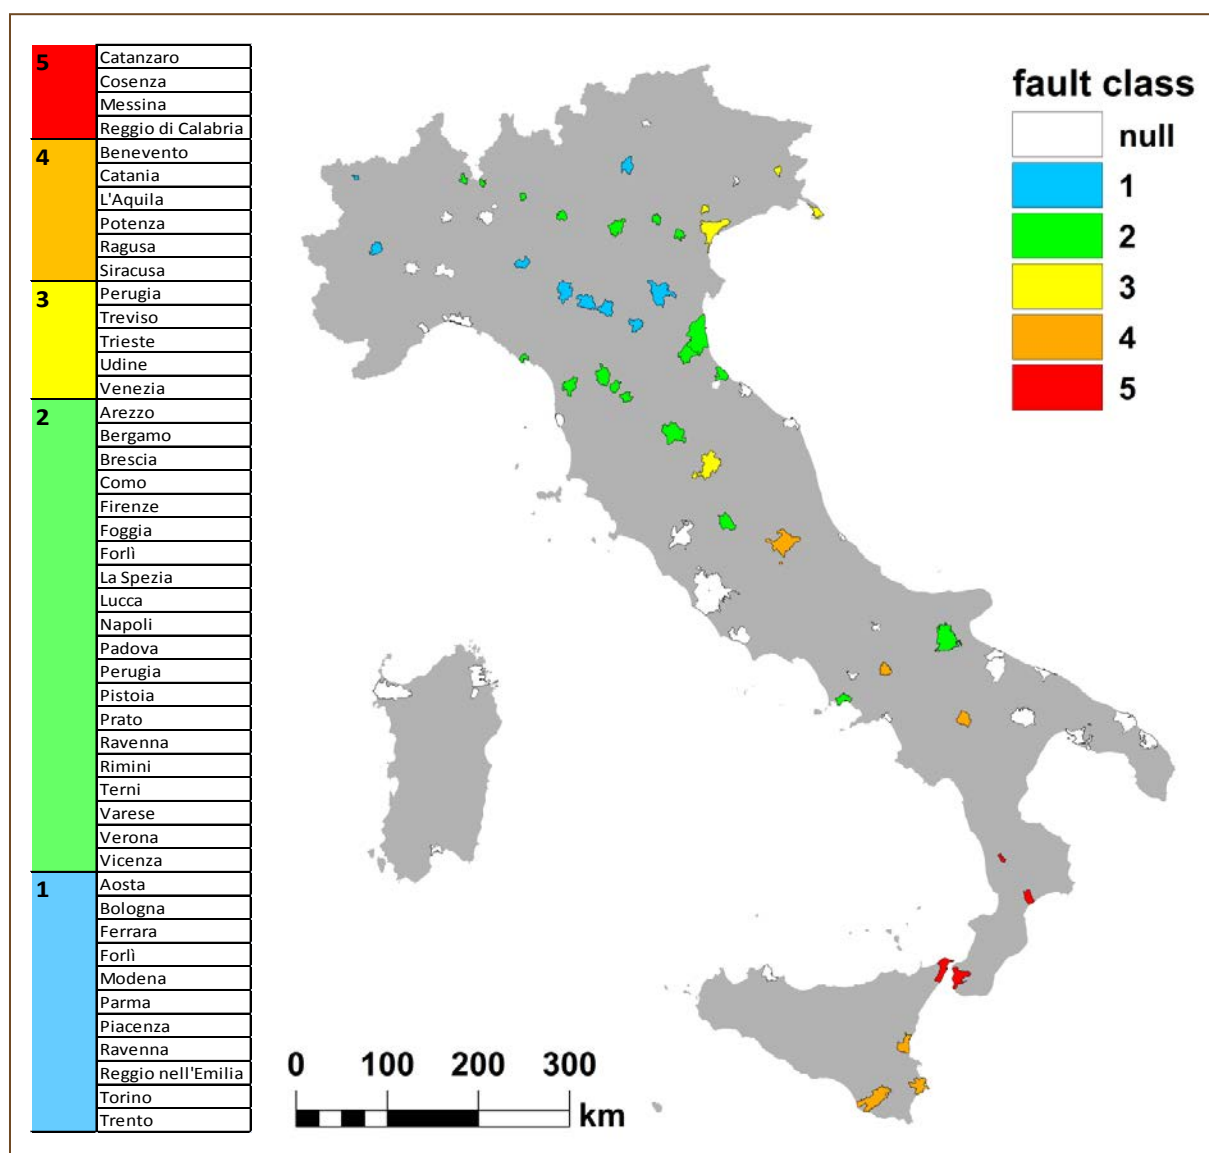 5
Catanzaro
Cosenza
Messina
Reggio di Calabria
4
Benevento
Catania
L'Aquila
Potenza
Ragusa
Siracusa
3
Perugia
Treviso
Trieste
Udine
Venezia
2
Arezzo
Bergamo
Brescia
Como
Firenze
Foggia
Forlì
La Spezia
Lucca
Napoli
Padova
Perugia
Pistoia
Prato
Ravenna
Rimini
Terni
Varese
Verona
Vicenza
1
Aosta
Bologna
Ferrara
Forlì
Modena
Parma
Piacenza
Ravenna
Reggio nell'Emilia
Torino
Trento
fault class
null
1
2
3
4
5
0 100 200 300
km